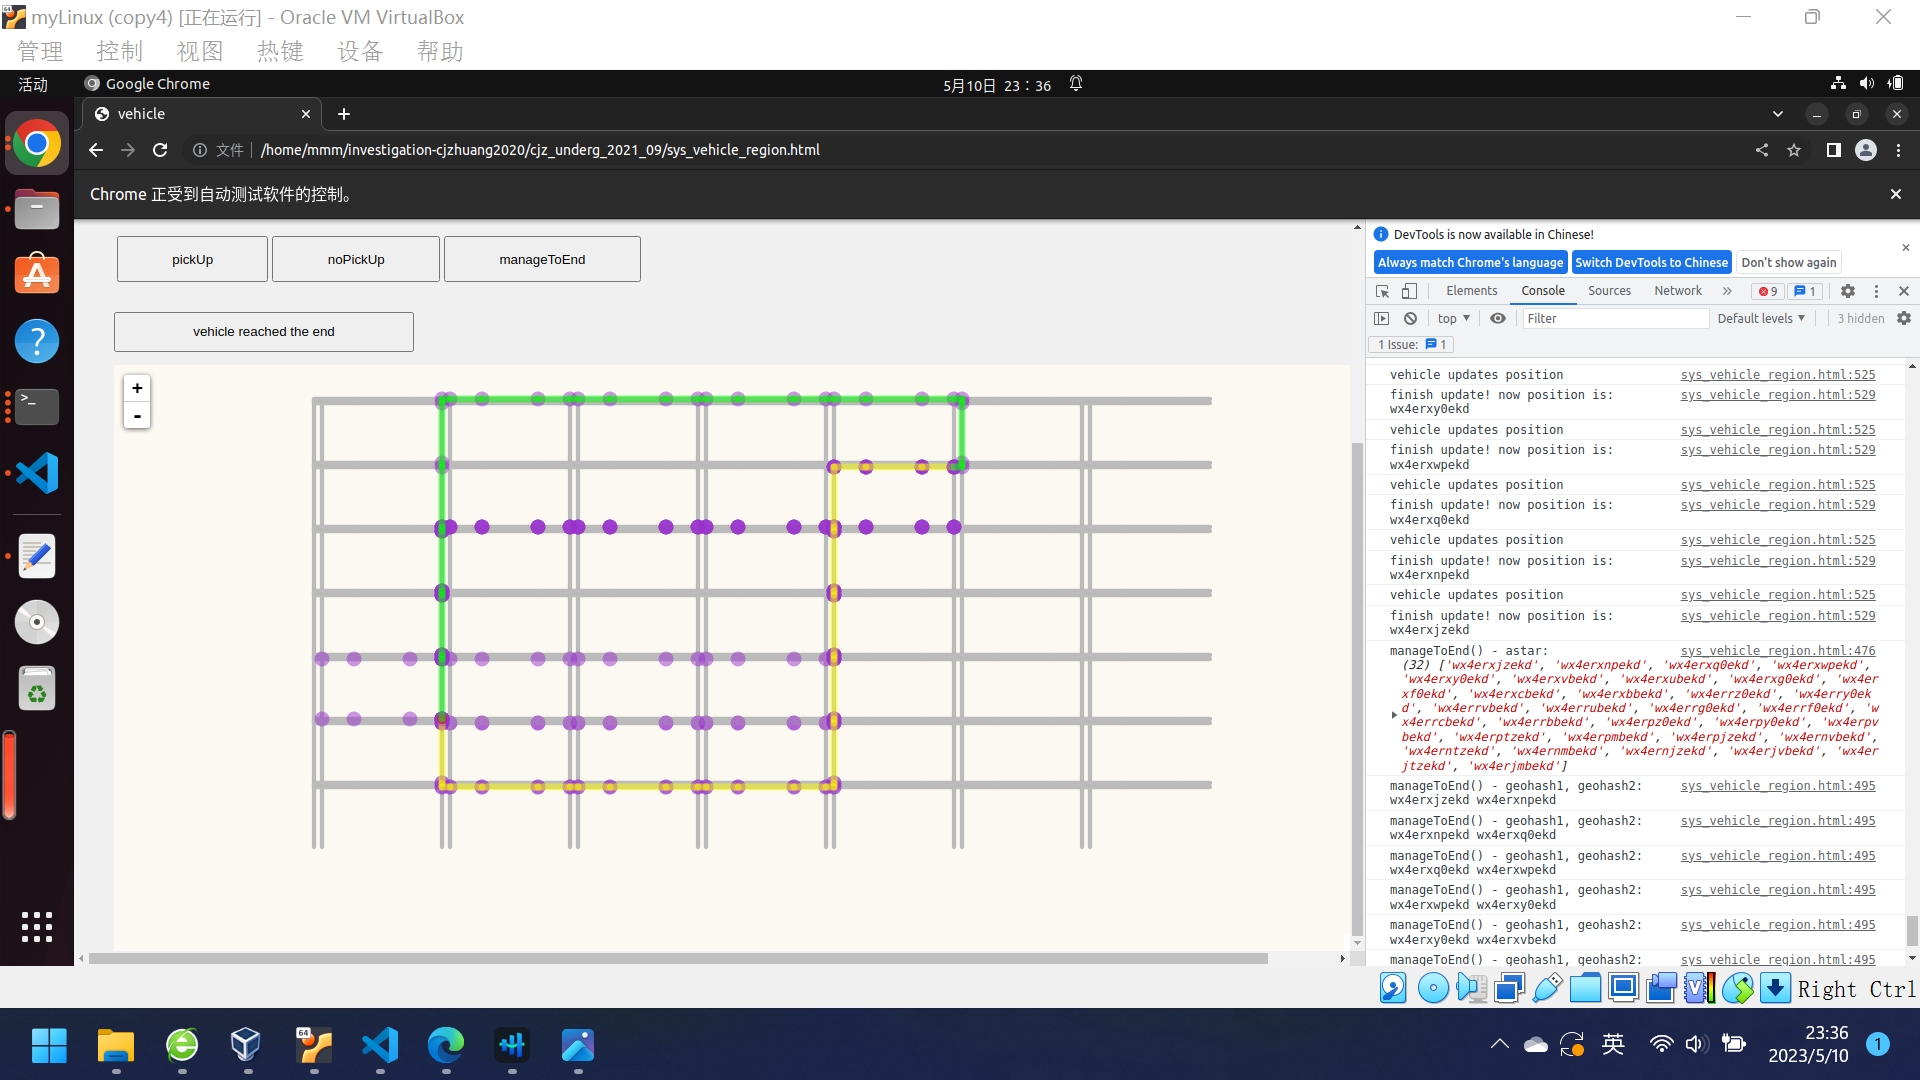 myLinux (copy4) [正在运行] - Oracle VM VirtualBox
管理 控制 视图 热键 设备 帮助
活动 Google Chrome 5月10日 23：36
vehicle
文件 /home/mmm/investigation-cjzhuang2020/cjz_underg_2021_09/sys_vehicle_region.html
Chrome 正受到自动测试软件的控制。
pickUp noPickUp manageToEnd
vehicle reached the end
+
-
DevTools is now available in Chinese!
Always match Chrome's language Switch DevTools to Chinese Don't show again
Elements Console Sources Network » 9 1
top Filter Default levels 3 hidden
1 Issue: 1
vehicle updates position sys_vehicle_region.html:525
finish update! now position is: sys_vehicle_region.html:529
wx4erxy0ekd
vehicle updates position sys_vehicle_region.html:525
finish update! now position is: sys_vehicle_region.html:529
wx4erxwpekd
vehicle updates position sys_vehicle_region.html:525
finish update! now position is: sys_vehicle_region.html:529
wx4erxq0ekd
vehicle updates position sys_vehicle_region.html:525
finish update! now position is: sys_vehicle_region.html:529
wx4erxnpekd
vehicle updates position sys_vehicle_region.html:525
finish update! now position is: sys_vehicle_region.html:529
wx4erxjzekd
manageToEnd() - astar: sys_vehicle_region.html:476
(32) ['wx4erxjzekd', 'wx4erxnpekd', 'wx4erxq0ekd', 'wx4erxwpekd',
'wx4erxy0ekd', 'wx4erxvbekd', 'wx4erxubekd', 'wx4erxg0ekd', 'wx4er
xf0ekd', 'wx4erxcbekd', 'wx4erxbbekd', 'wx4errz0ekd', 'wx4erry0ek
d', 'wx4errvbekd', 'wx4errubekd', 'wx4errg0ekd', 'wx4errf0ekd', 'w
x4errcbekd', 'wx4errbbekd', 'wx4erpz0ekd', 'wx4erpy0ekd', 'wx4erpv
bekd', 'wx4erptzekd', 'wx4erpmbekd', 'wx4erpjzekd', 'wx4ernvbekd',
'wx4erntzekd', 'wx4ernmbekd', 'wx4ernjzekd', 'wx4erjvbekd', 'wx4er
jtzekd', 'wx4erjmbekd']
manageToEnd() - geohash1, geohash2: sys_vehicle_region.html:495
wx4erxjzekd wx4erxnpekd
manageToEnd() - geohash1, geohash2: sys_vehicle_region.html:495
wx4erxnpekd wx4erxq0ekd
manageToEnd() - geohash1, geohash2: sys_vehicle_region.html:495
wx4erxq0ekd wx4erxwpekd
manageToEnd() - geohash1, geohash2: sys_vehicle_region.html:495
wx4erxwpekd wx4erxy0ekd
manageToEnd() - geohash1, geohash2: sys_vehicle_region.html:495
wx4erxy0ekd wx4erxvbekd
manageToEnd() - geohash1, geohash2: sys_vehicle_region.html:495
Right Ctrl
64 英 23:36
2023/5/10 1